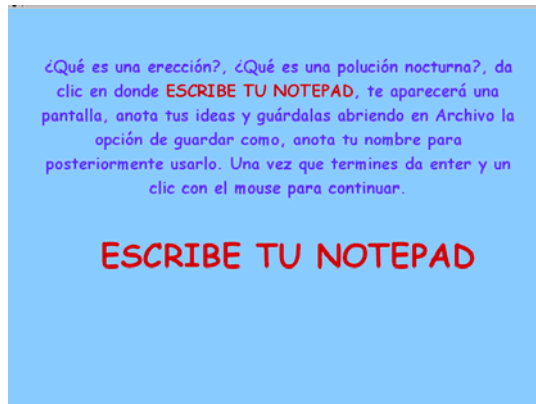 ¿Qué es una erección?, ¿Qué es una polución nocturna?, da
clic en donde ESCRIBE TU NOTEPAD, te aparecerá una
pantalla, anota tus ideas y guárdalas abriendo en Archivo la
opción de guardar como, anota tu nombre para
posteriormente usarlo. Una vez que termines da enter y un
clic con el mouse para continuar.
ESCRIBE TU NOTEPAD